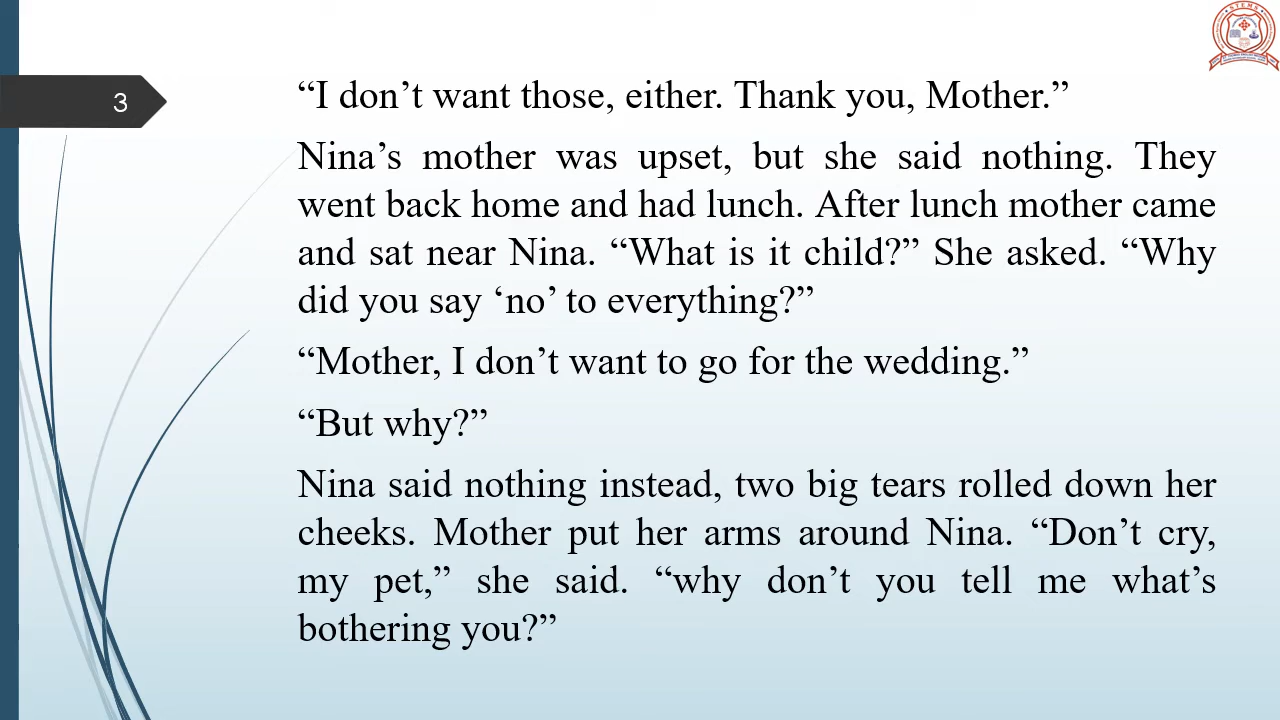 3
“I don’t want those, either. Thank you, Mother.”
Nina’s mother was upset, but she said nothing. They
went back home and had lunch. After lunch mother came
and sat near Nina. “What is it child?” She asked. “Why
did you say ‘no’ to everything?”
“Mother, I don’t want to go for the wedding.”
“But why?”
Nina said nothing instead, two big tears rolled down her
cheeks. Mother put her arms around Nina. “Don’t cry,
my pet,” she said. “why don’t you tell me what’s
bothering you?”